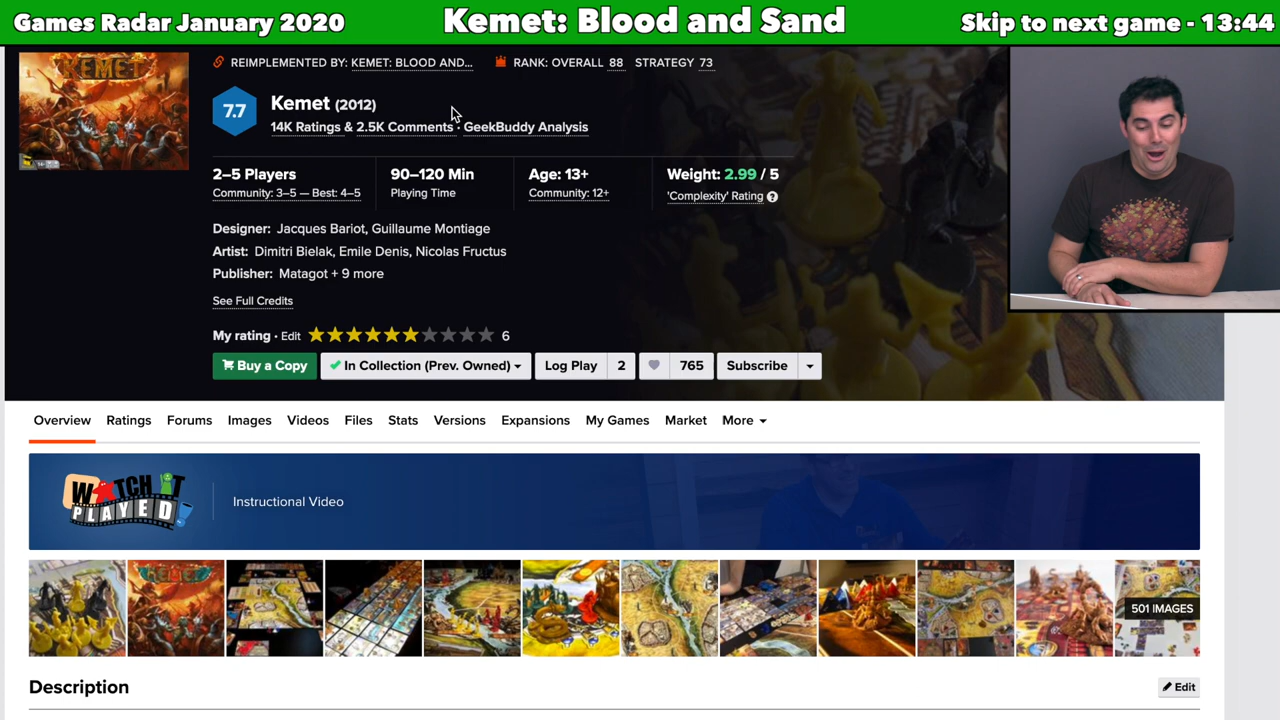 Games Radar January 2020
Kemet: Blood and Sand
Skip to next game - 13:44
KEMET
REIMPLEMENTED BY: KEMET: BLOOD AND...
RANK: OVERALL 88 STRATEGY 73
7.7
Kemet (2012)
14K Ratings & 2.5K Comments · GeekBuddy Analysis
2–5 Players
Community: 3–5 — Best: 4–5
90–120 Min
Playing Time
Age: 13+
Community: 12+
Weight: 2.99 / 5
'Complexity' Rating ?
Designer: Jacques Bariot, Guillaume Montiage
Artist: Dimitri Bielak, Emile Denis, Nicolas Fructus
Publisher: Matagot + 9 more
See Full Credits
My rating · Edit 6
Buy a Copy
In Collection (Prev. Owned)
Log Play 2
765
Subscribe
Overview Ratings Forums Images Videos Files Stats Versions Expansions My Games Market More
WATCH IT
PLAYED!
Instructional Video
501 IMAGES
Description
Edit